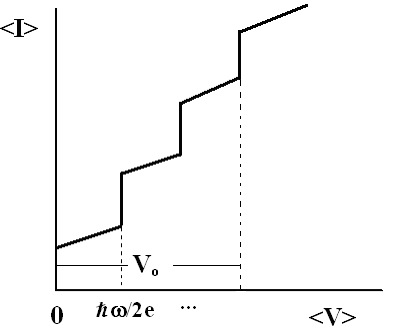 <I>
V₀
0 ħω/2e ... <V>